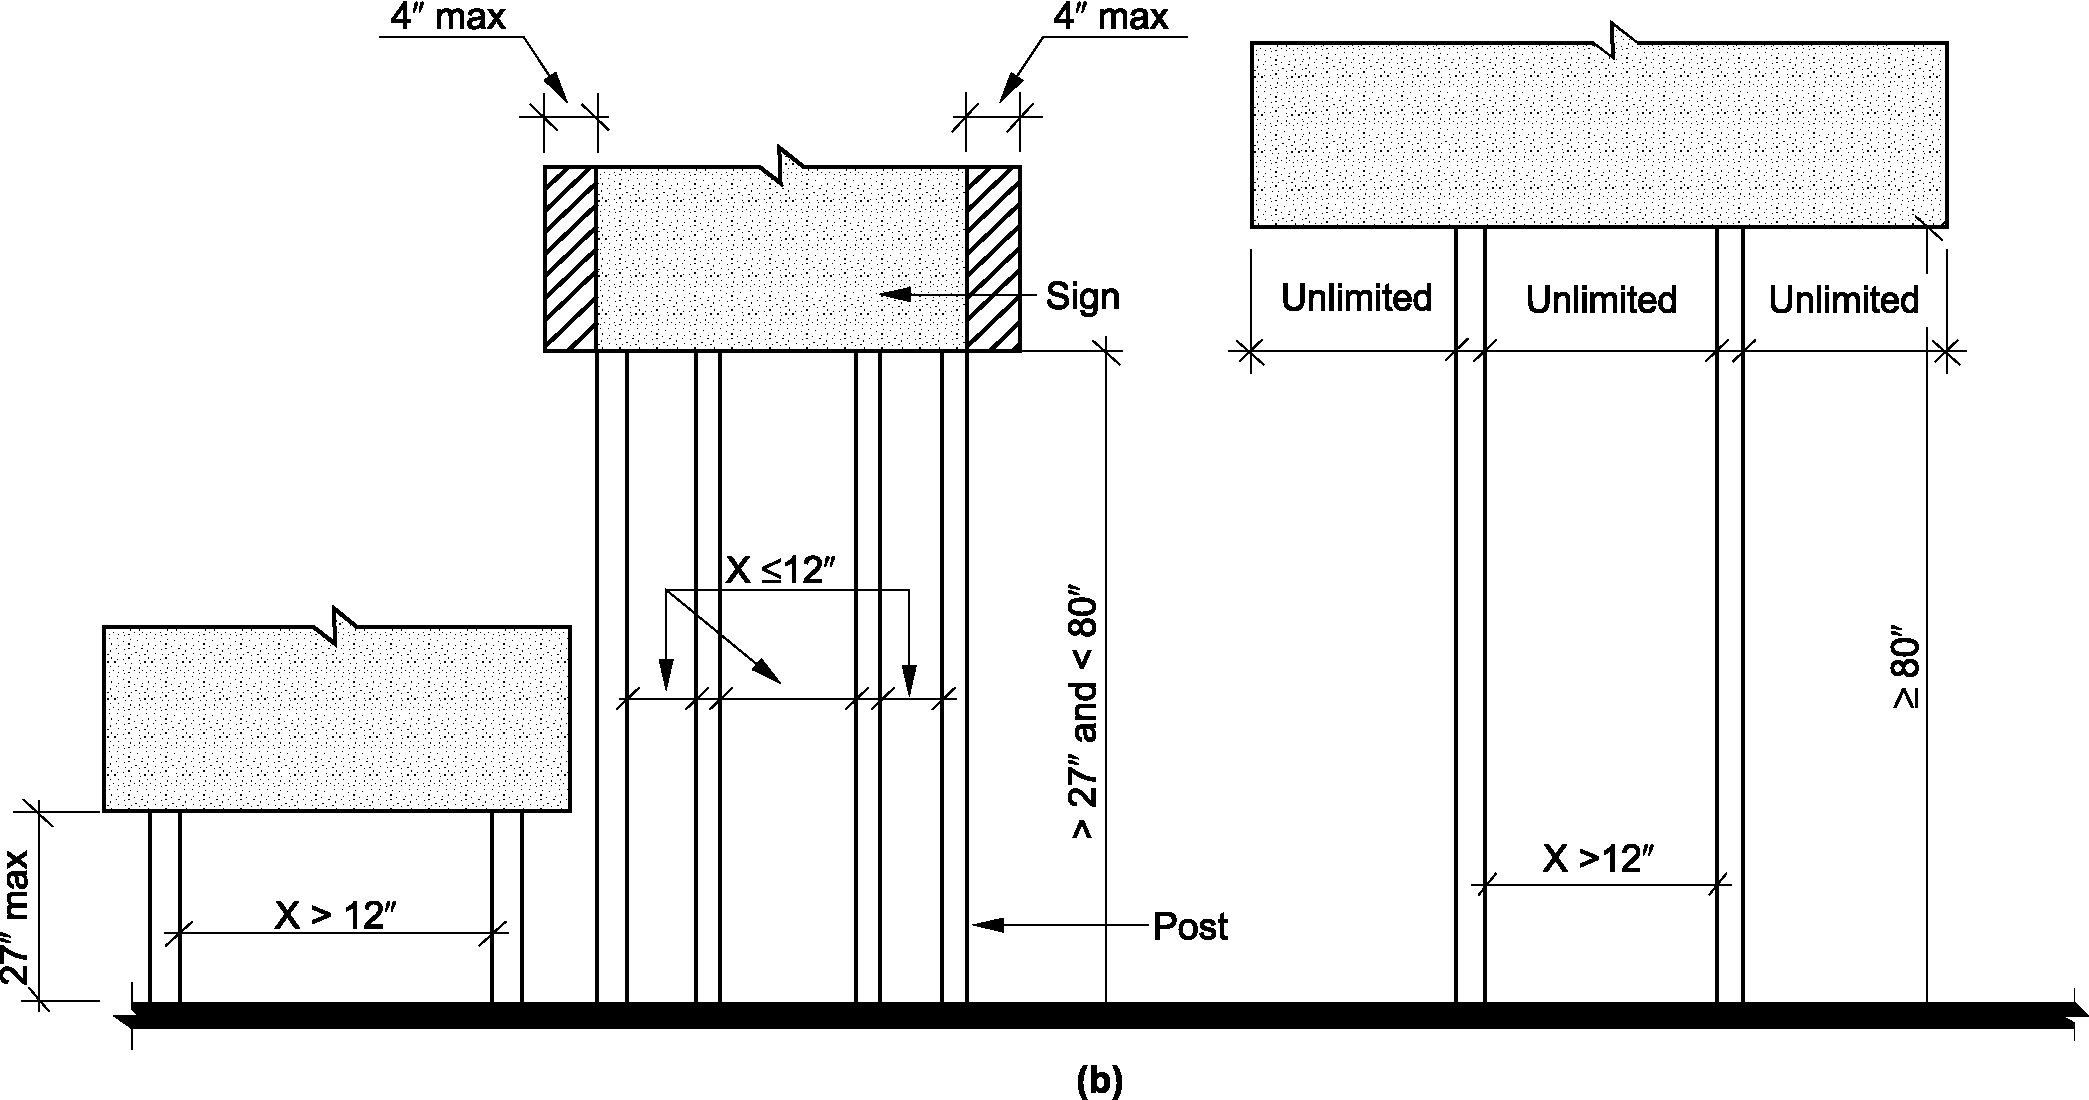 4″ max
4″ max
Unlimited
Unlimited
Unlimited
Sign
X ≤12″
> 27″ and < 80″
≥ 80″
X >12″
27″ max
X > 12″
Post
(b)